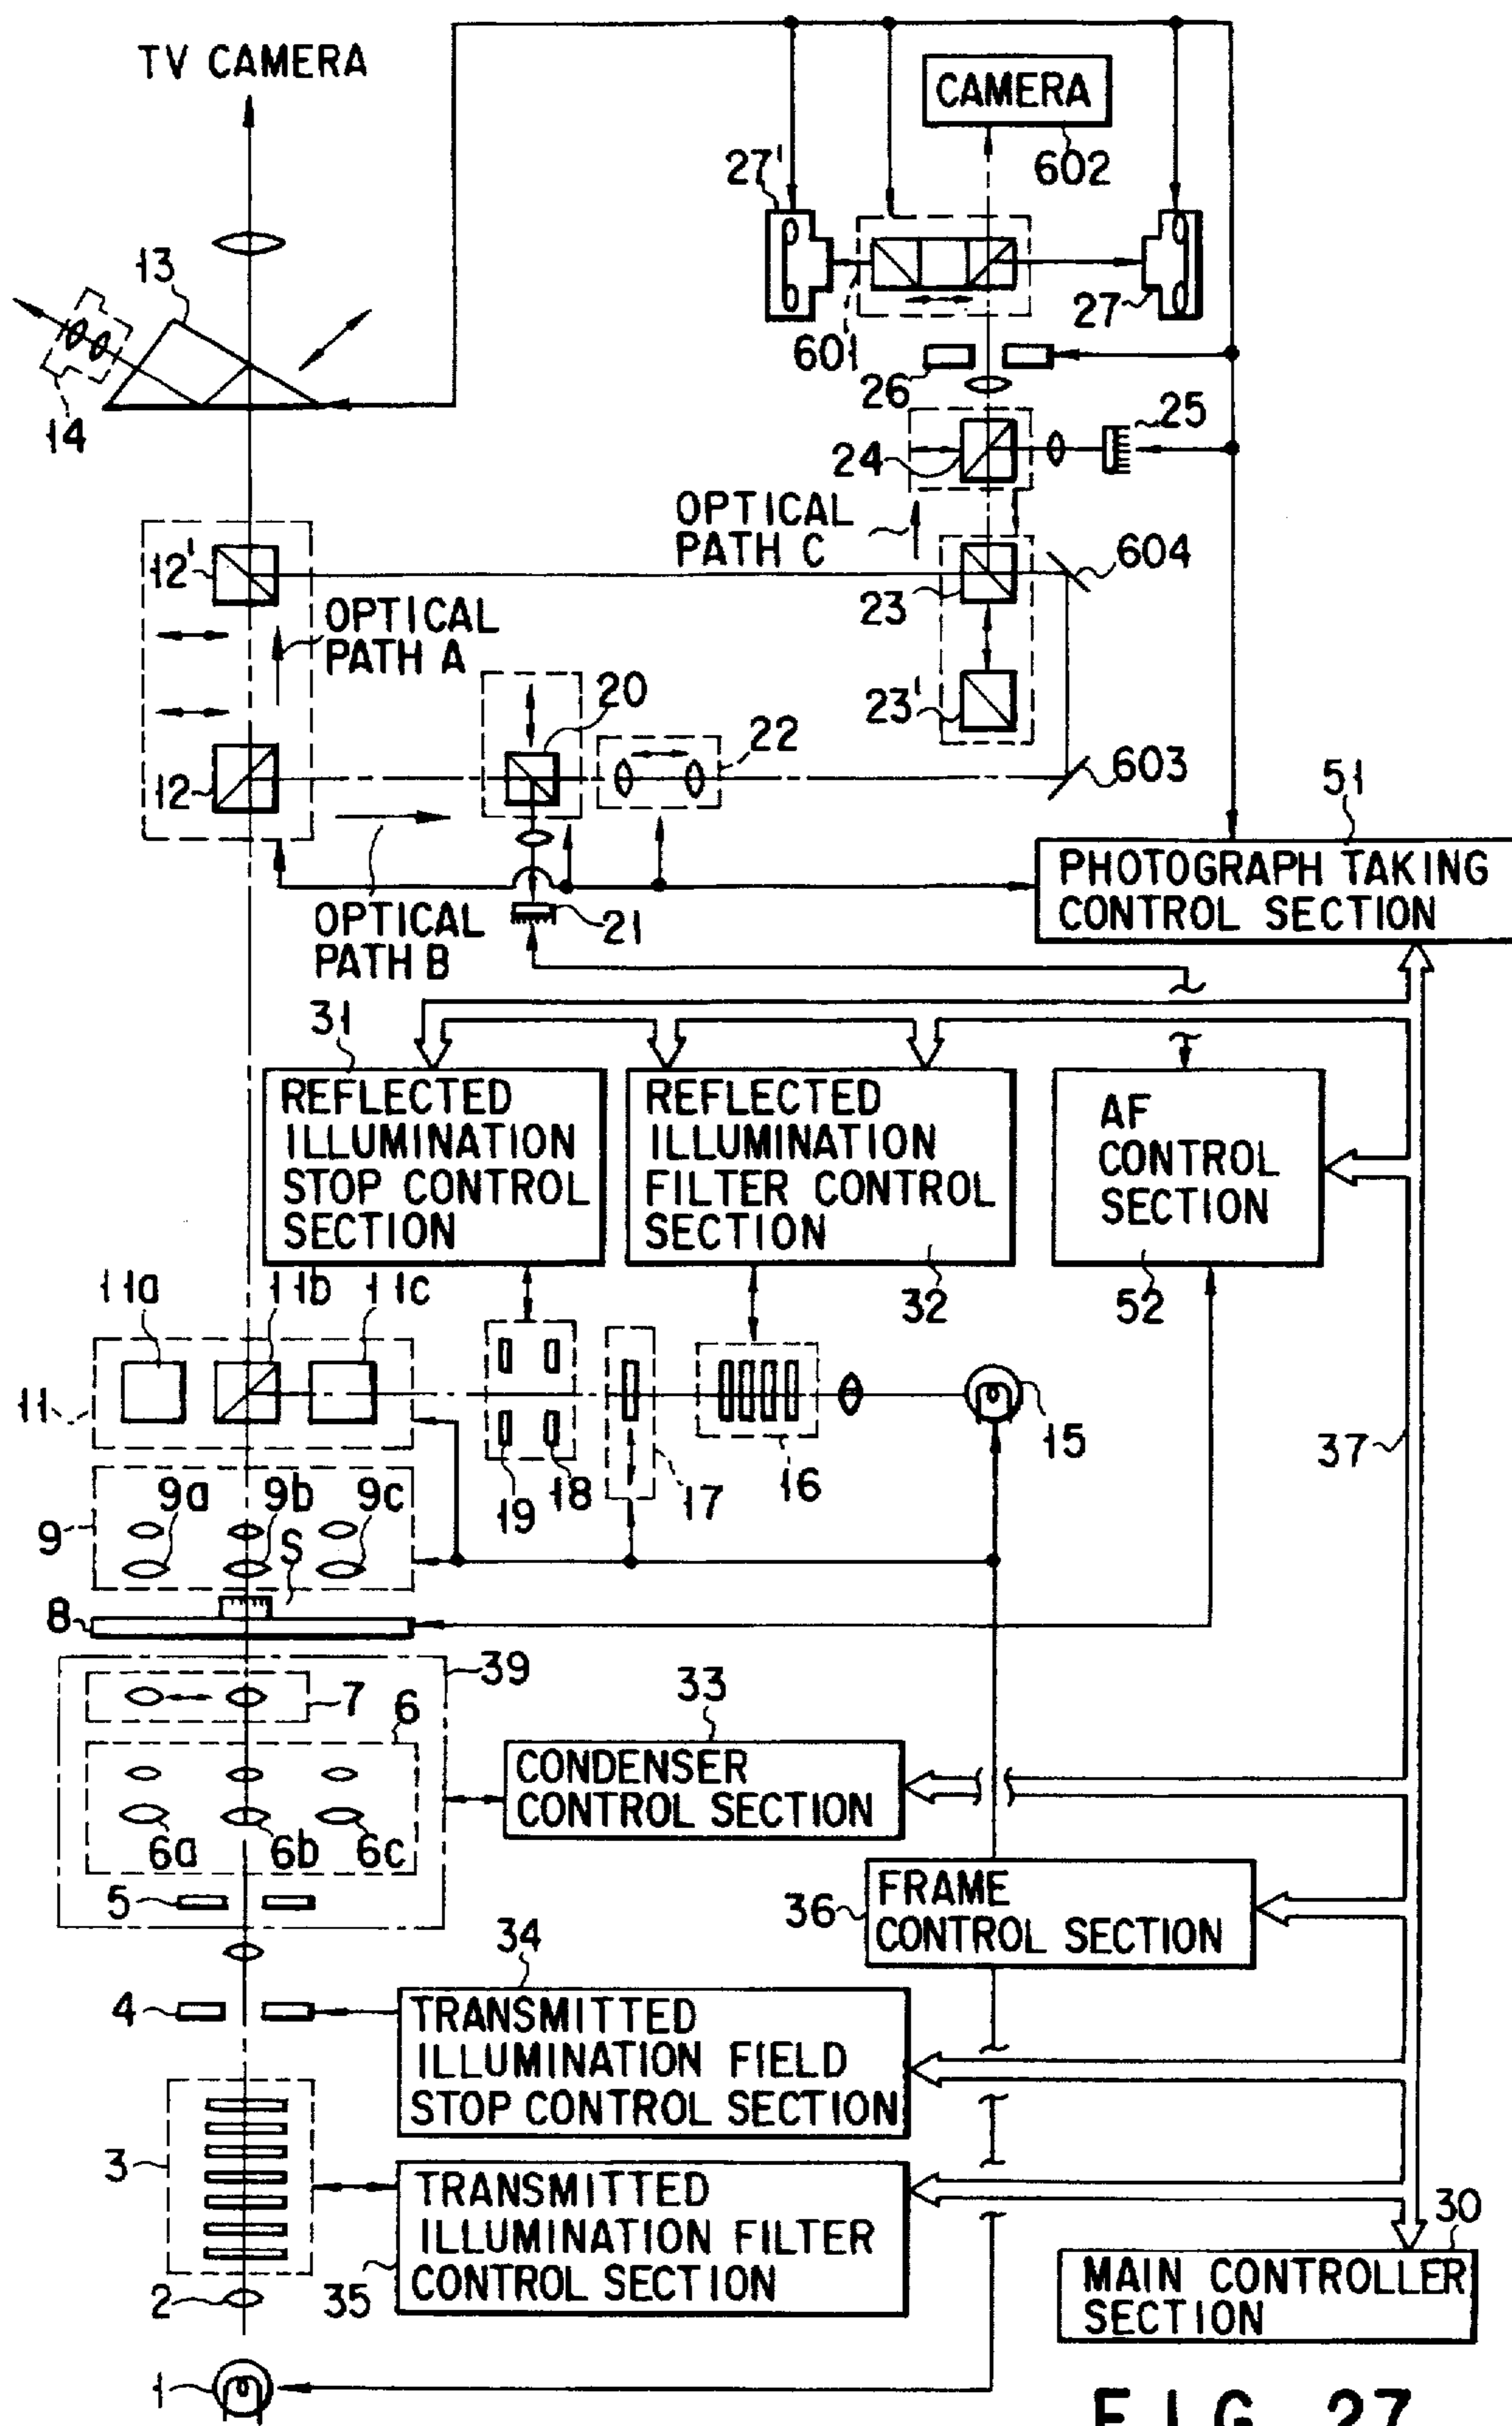 TV CAMERA
CAMERA
602
27'
27
601
13
14
26
25
24
OPTICAL
PATH C
12'
604
23
OPTICAL
PATH A
20
23'
22
12
603
51
PHOTOGRAPH TAKING
CONTROL SECTION
21
OPTICAL
PATH B
31
REFLECTED
ILLUMINATION
STOP CONTROL
SECTION
REFLECTED
ILLUMINATION
FILTER CONTROL
SECTION
32
AF
CONTROL
SECTION
52
11a
11b
11c
11
19
18
17
16
15
37
9a
9b
9c
9
S
8
39
7
33
6
CONDENSER
CONTROL SECTION
6a
6b
6c
5
FRAME
CONTROL SECTION
36
34
4
TRANSMITTED
ILLUMINATION FIELD
STOP CONTROL SECTION
3
TRANSMITTED
ILLUMINATION FILTER
CONTROL SECTION
35
30
MAIN CONTROLLER
SECTION
2
1
FIG. 27